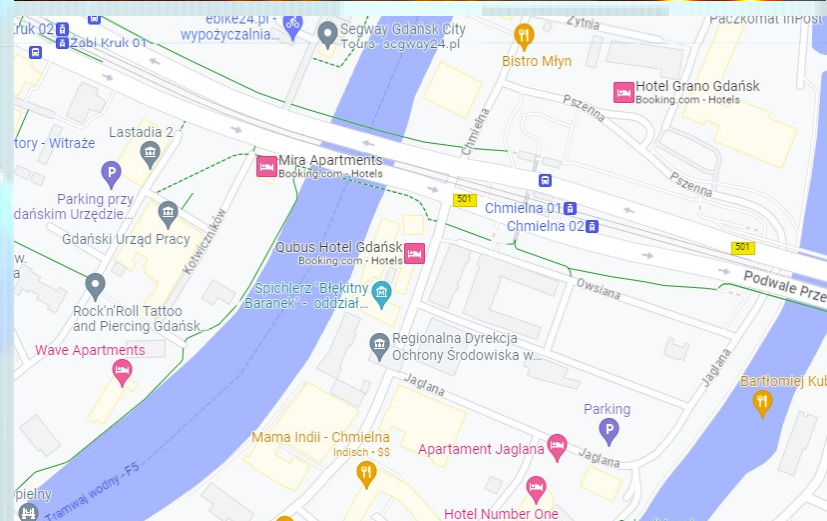 ebike24.pl -
wypożyczalnia...
Segway Gdańsk City
Tours- segway24.pl
Żytnia
Paczkomat InPost
ruk 02
Żabi Kruk 01
Bistro Młyn
Hotel Grano Gdańsk
Booking.com - Hotels
Pszenna
Chmielna
Lastadia 2
tory - Witraże
Mira Apartments
Booking.com - Hotels
P
Parking przy
dańskim Urzędzie...
Pszenna
501
Chmielna 01
Chmielna 02
Gdański Urząd Pracy
Kotwiczników
501
Qubus Hotel Gdańsk
Booking.com - Hotels
w.
a
Podwale Prze
Owsiana
Spichlerz "Błękitny
Baranek" - oddział...
Rock'n'Roll Tattoo
and Piercing Gdańsk...
Regionalna Dyrekcja
Ochrony Środowiska w...
Wave Apartments
Jaglana
Jaglana
Bartłomiej Kub
Parking
P
Mama Indii - Chmielna
Indisch • $$
Apartament Jaglana
Jaglana
Tramwaj wodny - F5
pielny
Hotel Number One